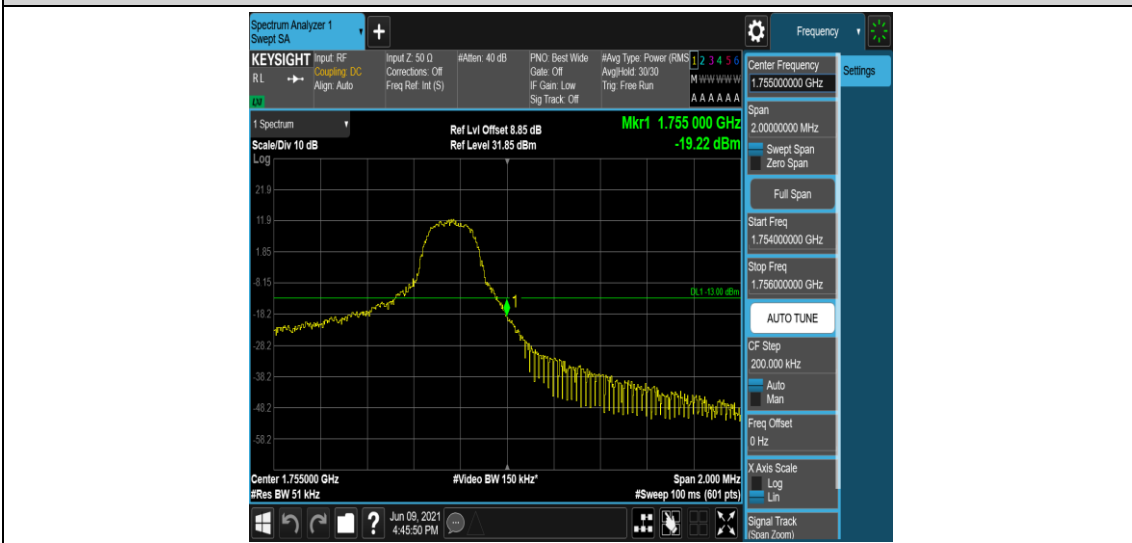 Spectrum Analyzer 1
Swept SA
+
Frequency
KEYSIGHT
RL
LXI
Input: RF
Coupling: DC
Align: Auto
Input Z: 50 Ω
Corrections: Off
Freq Ref: Int (S)
#Atten: 40 dB
PNO: Best Wide
Gate: Off
IF Gain: Low
Sig Track: Off
#Avg Type: Power (RMS
Avg|Hold: 30/30
Trig: Free Run
1 2 3 4 5 6
M W W W W W
A A A A A A
1 Spectrum
Scale/Div 10 dB
Log
Ref Lvl Offset 8.85 dB
Ref Level 31.85 dBm
Mkr1 1.755 000 GHz
-19.22 dBm
21.9
11.9
1.85
-8.15
-18.2
-28.2
-38.2
-48.2
-58.2
DL1 -13.00 dBm
1
Center 1.755000 GHz
#Res BW 51 kHz
#Video BW 150 kHz*
Span 2.000 MHz
#Sweep 100 ms (601 pts)
Center Frequency
1.755000000 GHz
Settings
Span
2.00000000 MHz
Swept Span
Zero Span
Full Span
Start Freq
1.754000000 GHz
Stop Freq
1.756000000 GHz
AUTO TUNE
CF Step
200.000 kHz
Auto
Man
Freq Offset
0 Hz
X Axis Scale
Log
Lin
Signal Track
(Span Zoom)
?
Jun 09, 2021
4:45:50 PM